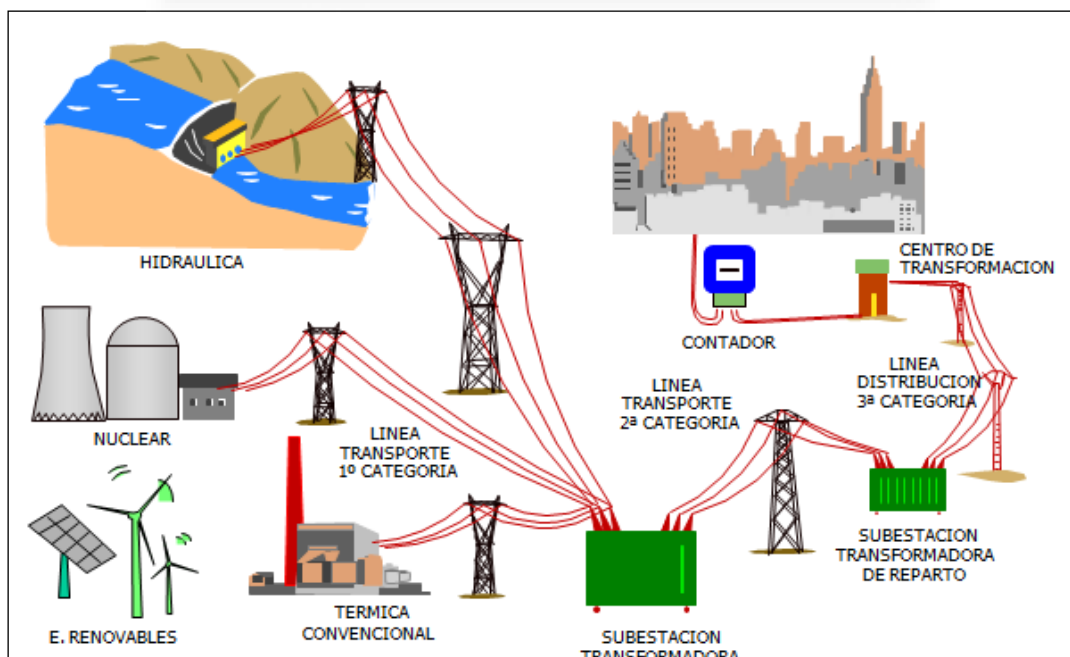 HIDRAULICA
CENTRO DE
TRANSFORMACION
CONTADOR
NUCLEAR
LINEA
TRANSPORTE
1º CATEGORIA
LINEA
TRANSPORTE
2ª CATEGORIA
LINEA
DISTRIBUCION
3ª CATEGORIA
SUBESTACION
TRANSFORMADORA
DE REPARTO
E. RENOVABLES
TERMICA
CONVENCIONAL
SUBESTACION
TRANSFORMADORA